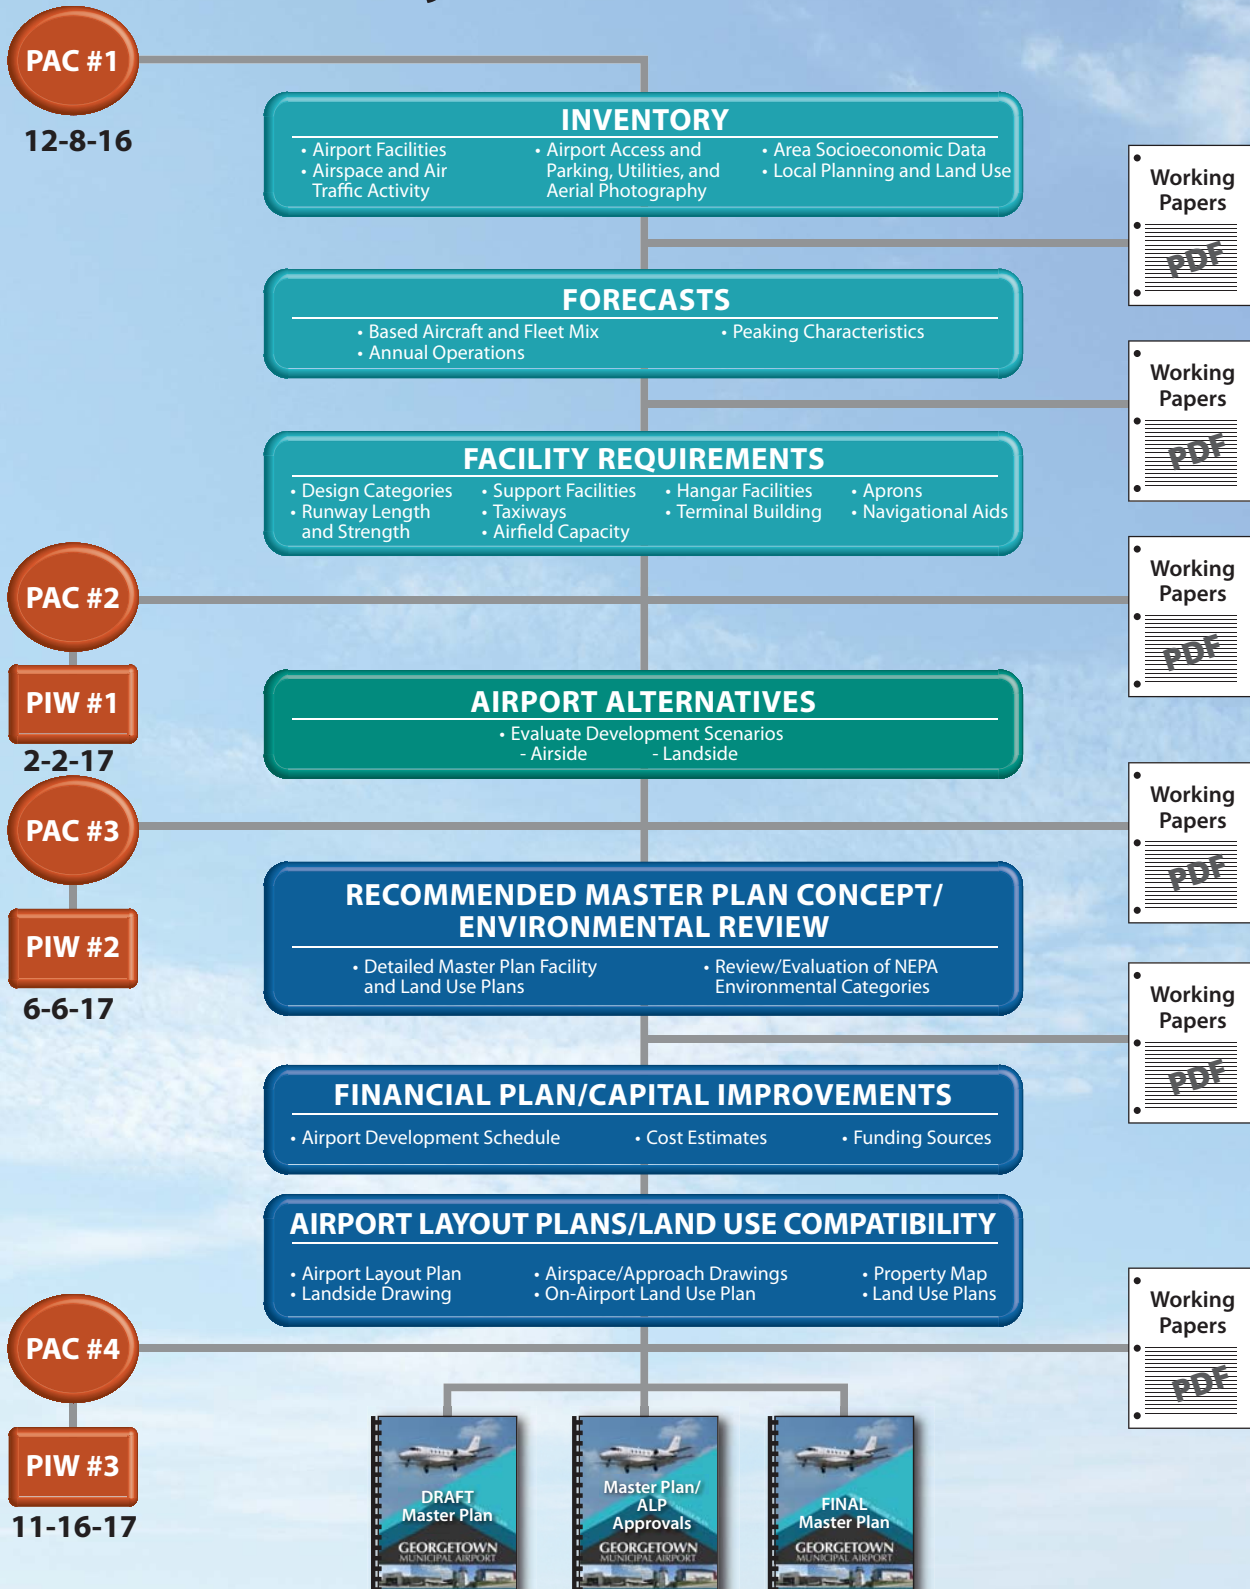 PAC #1
12-8-16
INVENTORY
• Airport Facilities
• Airspace and Air
Traffic Activity
• Airport Access and
Parking, Utilities, and
Aerial Photography
• Area Socioeconomic Data
• Local Planning and Land Use
Working
Papers
PDF
FORECASTS
• Based Aircraft and Fleet Mix
• Annual Operations
• Peaking Characteristics
Working
Papers
PDF
FACILITY REQUIREMENTS
• Design Categories
• Runway Length
and Strength
• Support Facilities
• Taxiways
• Airfield Capacity
• Hangar Facilities
• Terminal Building
• Aprons
• Navigational Aids
PAC #2
PIW #1
2-2-17
Working
Papers
PDF
AIRPORT ALTERNATIVES
• Evaluate Development Scenarios
- Airside - Landside
PAC #3
PIW #2
6-6-17
Working
Papers
PDF
RECOMMENDED MASTER PLAN CONCEPT/
ENVIRONMENTAL REVIEW
• Detailed Master Plan Facility
and Land Use Plans
• Review/Evaluation of NEPA
Environmental Categories
Working
Papers
PDF
FINANCIAL PLAN/CAPITAL IMPROVEMENTS
• Airport Development Schedule
• Cost Estimates
• Funding Sources
AIRPORT LAYOUT PLANS/LAND USE COMPATIBILITY
• Airport Layout Plan
• Landside Drawing
• Airspace/Approach Drawings
• On-Airport Land Use Plan
• Property Map
• Land Use Plans
PAC #4
PIW #3
11-16-17
Working
Papers
PDF
DRAFT
Master Plan
GEORGETOWN
MUNICIPAL AIRPORT
Master Plan/
ALP
Approvals
GEORGETOWN
MUNICIPAL AIRPORT
FINAL
Master Plan
GEORGETOWN
MUNICIPAL AIRPORT